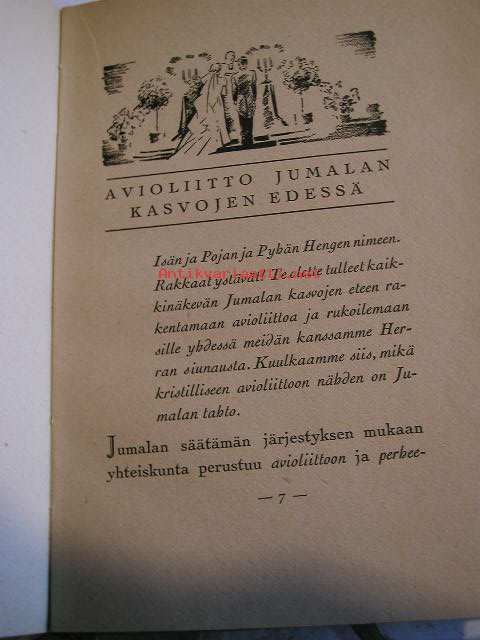 AVIOLIITTO JUMALAN
KASVOJEN EDESSÄ
Isän ja Pojan ja Pyhän Hengen nimeen.
Antikvariaatti.net
Rakkaat ystävät! Te olette tulleet kaik-
kinäkevän Jumalan kasvojen eteen ra-
kentamaan avioliittoa ja rukoilemaan
sille yhdessä meidän kanssamme Her-
ran siunausta. Kuulkaamme siis, mikä
kristilliseen avioliittoon nähden on Ju-
malan tahto.
Jumalan säätämän järjestyksen mukaan
yhteiskunta perustuu avioliittoon ja perhee-
— 7 —